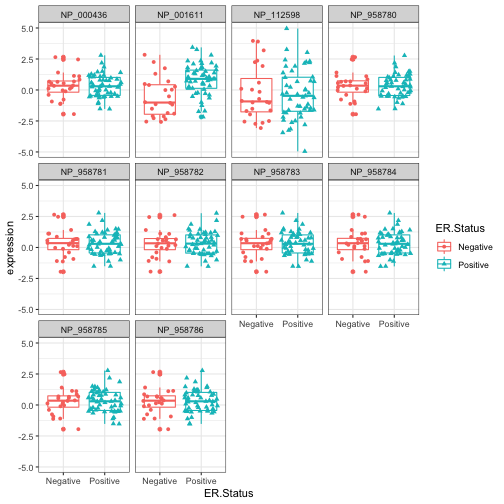 NP_000436 NP_001611 NP_112598 NP_958780
5.0
2.5
0.0
-2.5
-5.0
NP_958781 NP_958782 NP_958783 NP_958784
5.0
2.5
0.0
-2.5
-5.0
Negative Positive Negative Positive
NP_958785 NP_958786
5.0
2.5
0.0
-2.5
-5.0
Negative Positive Negative Positive
ER.Status
expression
ER.Status
Negative
Positive